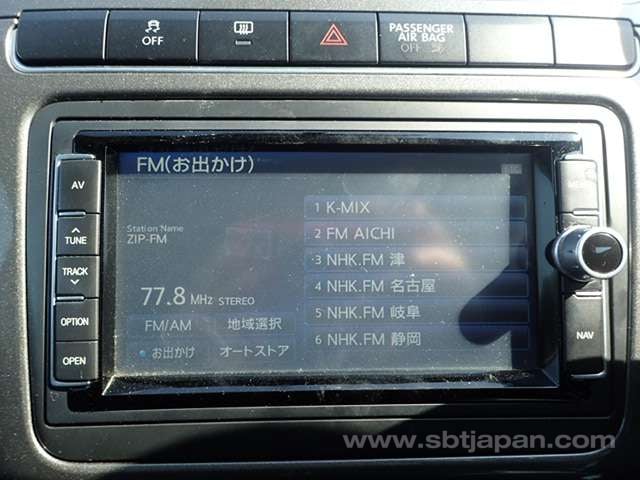 OFF
PASSENGER
AIR BAG
OFF
FM(お出かけ)
AV
TUNE
TRACK
OPTION
OPEN
Station Name
ZIP-FM
77.8 MHz STEREO
FM/AM 地域選択
お出かけ オートストア
1 K-MIX
2 FM AICHI
3 NHK.FM 津
4 NHK.FM 名古屋
5 NHK.FM 岐阜
6 NHK.FM 静岡
NAV
www.sbtjapan.com